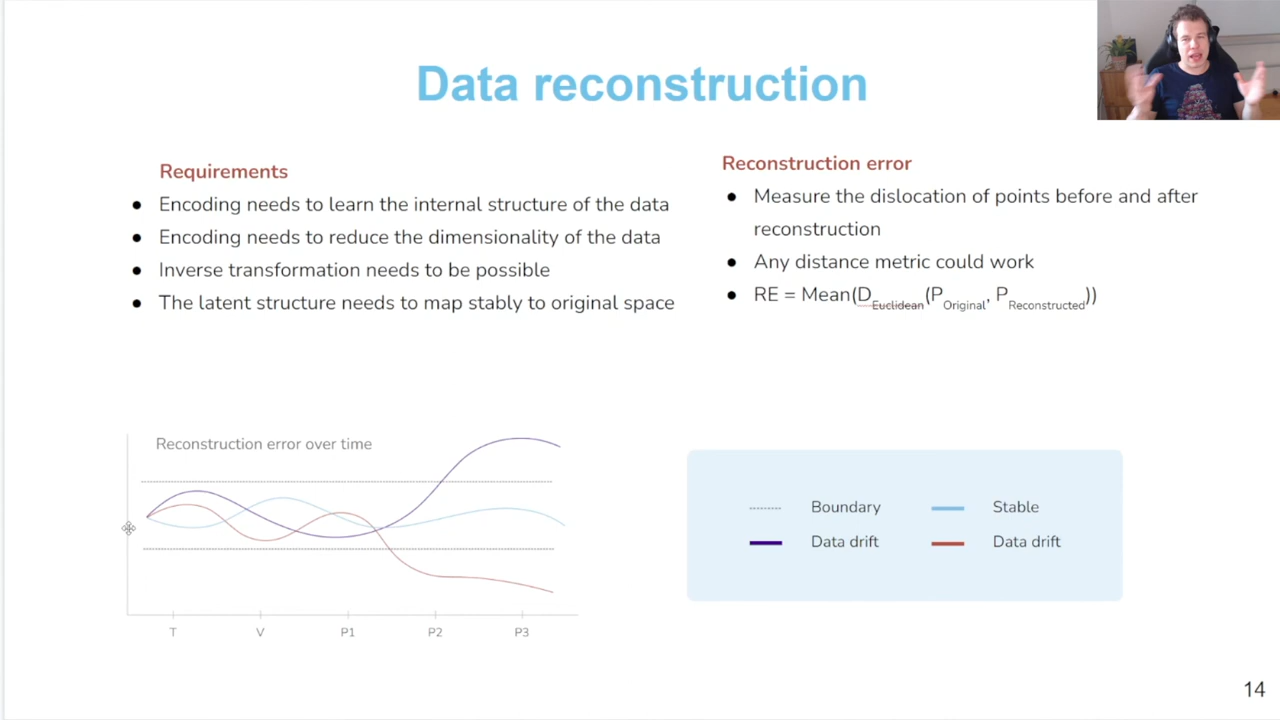 Data reconstruction
Requirements
● Encoding needs to learn the internal structure of the data
● Encoding needs to reduce the dimensionality of the data
● Inverse transformation needs to be possible
● The latent structure needs to map stably to original space
Reconstruction error
● Measure the dislocation of points before and after
reconstruction
● Any distance metric could work
● RE = Mean(D_Euclidean(P_Original, P_Reconstructed))
Reconstruction error over time
T V P1 P2 P3
Boundary Stable
Data drift Data drift
14